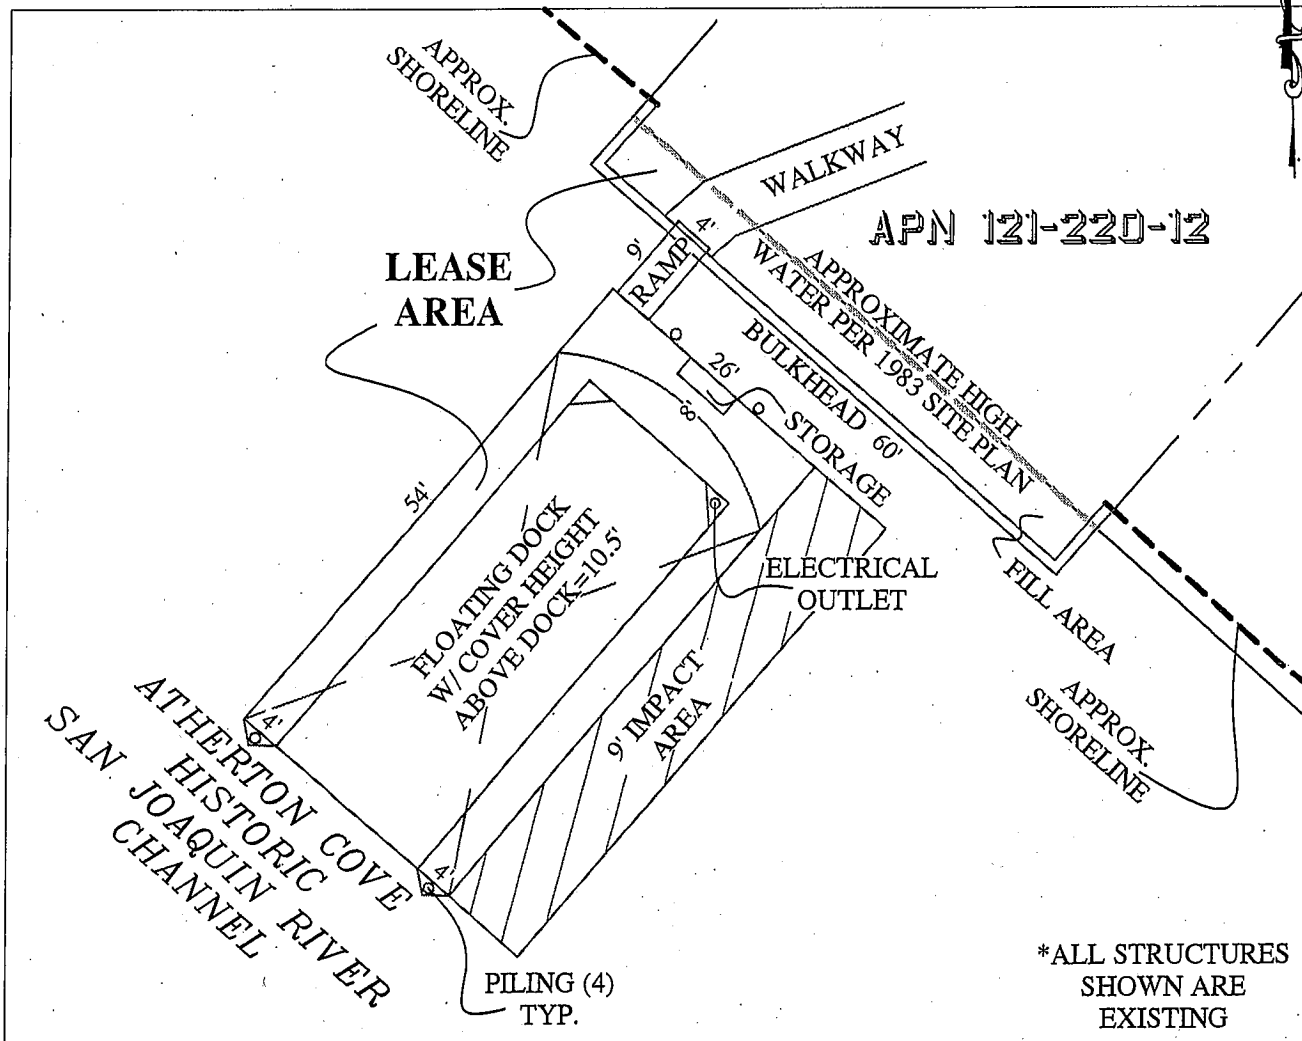 APPROX.
SHORELINE
WALKWAY
APN 121-220-12
4'
9'
RAMP
LEASE
AREA
APPROXIMATE HIGH
WATER PER 1983 SITE PLAN
BULKHEAD 60'
26'
8'
STORAGE
54'
FLOATING DOCK
W/ COVER HEIGHT
ABOVE DOCK=10.5'
ELECTRICAL
OUTLET
FILL AREA
9' IMPACT
AREA
APPROX.
SHORELINE
4'
4'
ATHERTON COVE
HISTORIC
SAN JOAQUIN RIVER
CHANNEL
PILING (4)
TYP.
*ALL STRUCTURES
SHOWN ARE
EXISTING